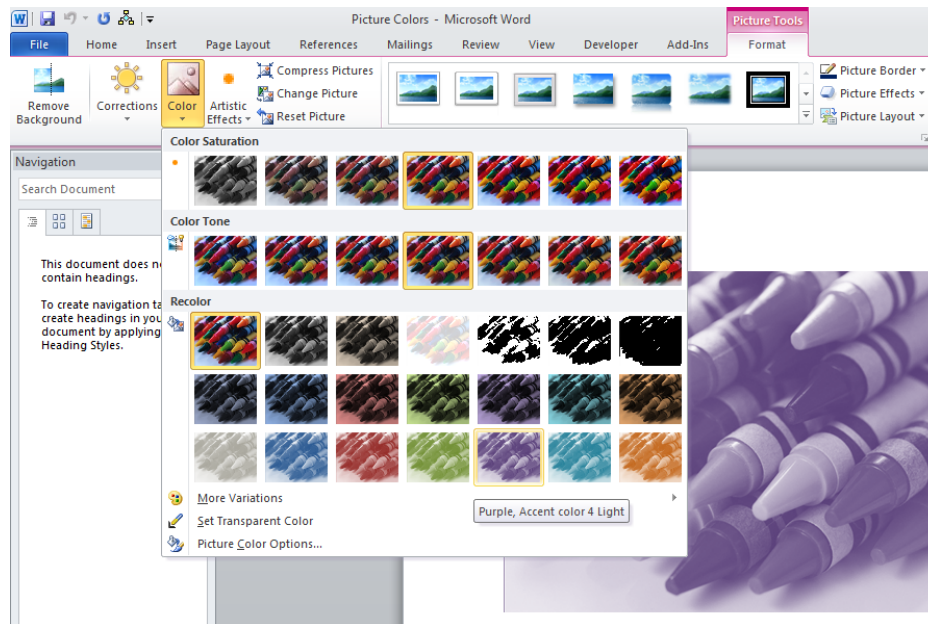 W
Picture Colors - Microsoft Word
Picture Tools
File Home Insert Page Layout References Mailings Review View Developer Add-Ins Format
Remove Background
Corrections
Color
Artistic Effects
Compress Pictures
Change Picture
Reset Picture
Picture Border
Picture Effects
Picture Layout
Navigation
Search Document
This document does n
contain headings.
To create navigation ta
create headings in you
document by applying
Heading Styles.
Color Saturation
Color Tone
Recolor
More Variations
Set Transparent Color
Picture Color Options...
Purple, Accent color 4 Light